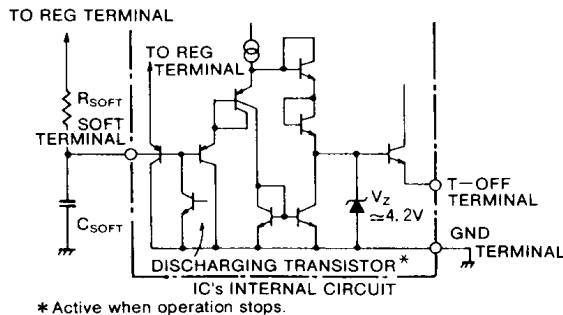 TO REG TERMINAL
TO REG
TERMINAL
RSOFT
SOFT
TERMINAL
CSOFT
VZ
≃4.2V
T-OFF
TERMINAL
GND
TERMINAL
DISCHARGING TRANSISTOR*
IC's INTERNAL CIRCUIT
*Active when operation stops.